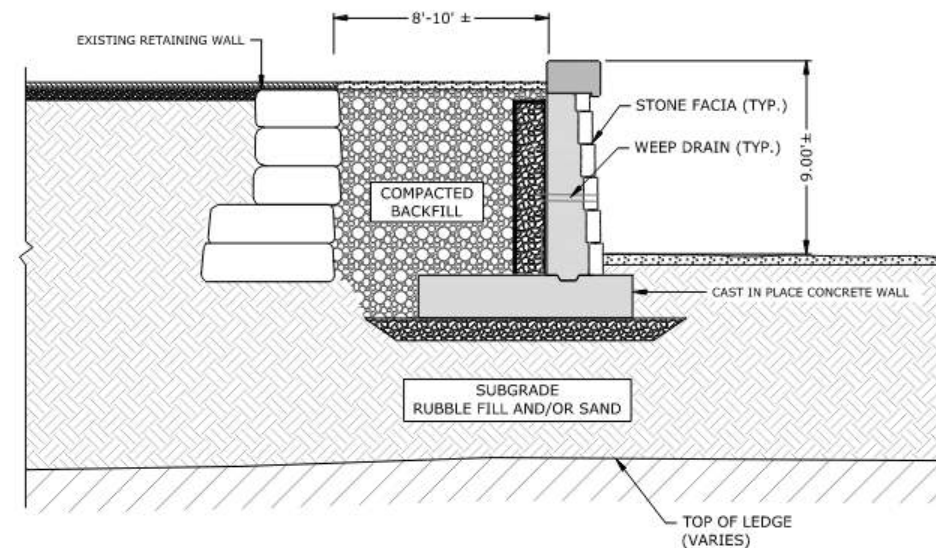 8'-10' ±
EXISTING RETAINING WALL
STONE FACIA (TYP.)
WEEP DRAIN (TYP.)
9.00'±
COMPACTED
BACKFILL
CAST IN PLACE CONCRETE WALL
SUBGRADE
RUBBLE FILL AND/OR SAND
TOP OF LEDGE
(VARIES)